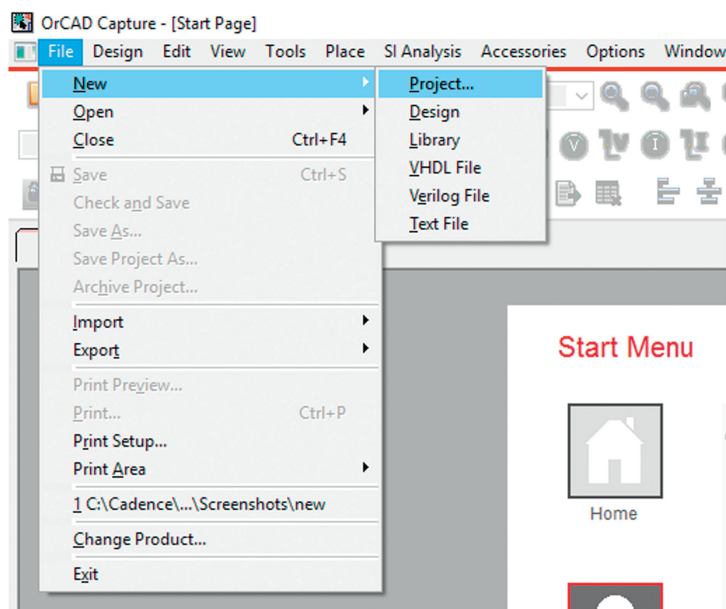 OrCAD Capture - [Start Page]
File Design Edit View Tools Place SI Analysis Accessories Options Window
New
Open
Close Ctrl+F4
Save Ctrl+S
Check and Save
Save As...
Save Project As...
Archive Project...
Import
Export
Print Preview...
Print... Ctrl+P
Print Setup...
Print Area
1 C:\Cadence\...\Screenshots\new
Change Product...
Exit
Project...
Design
Library
VHDL File
Verilog File
Text File
V I
Start Menu
Home